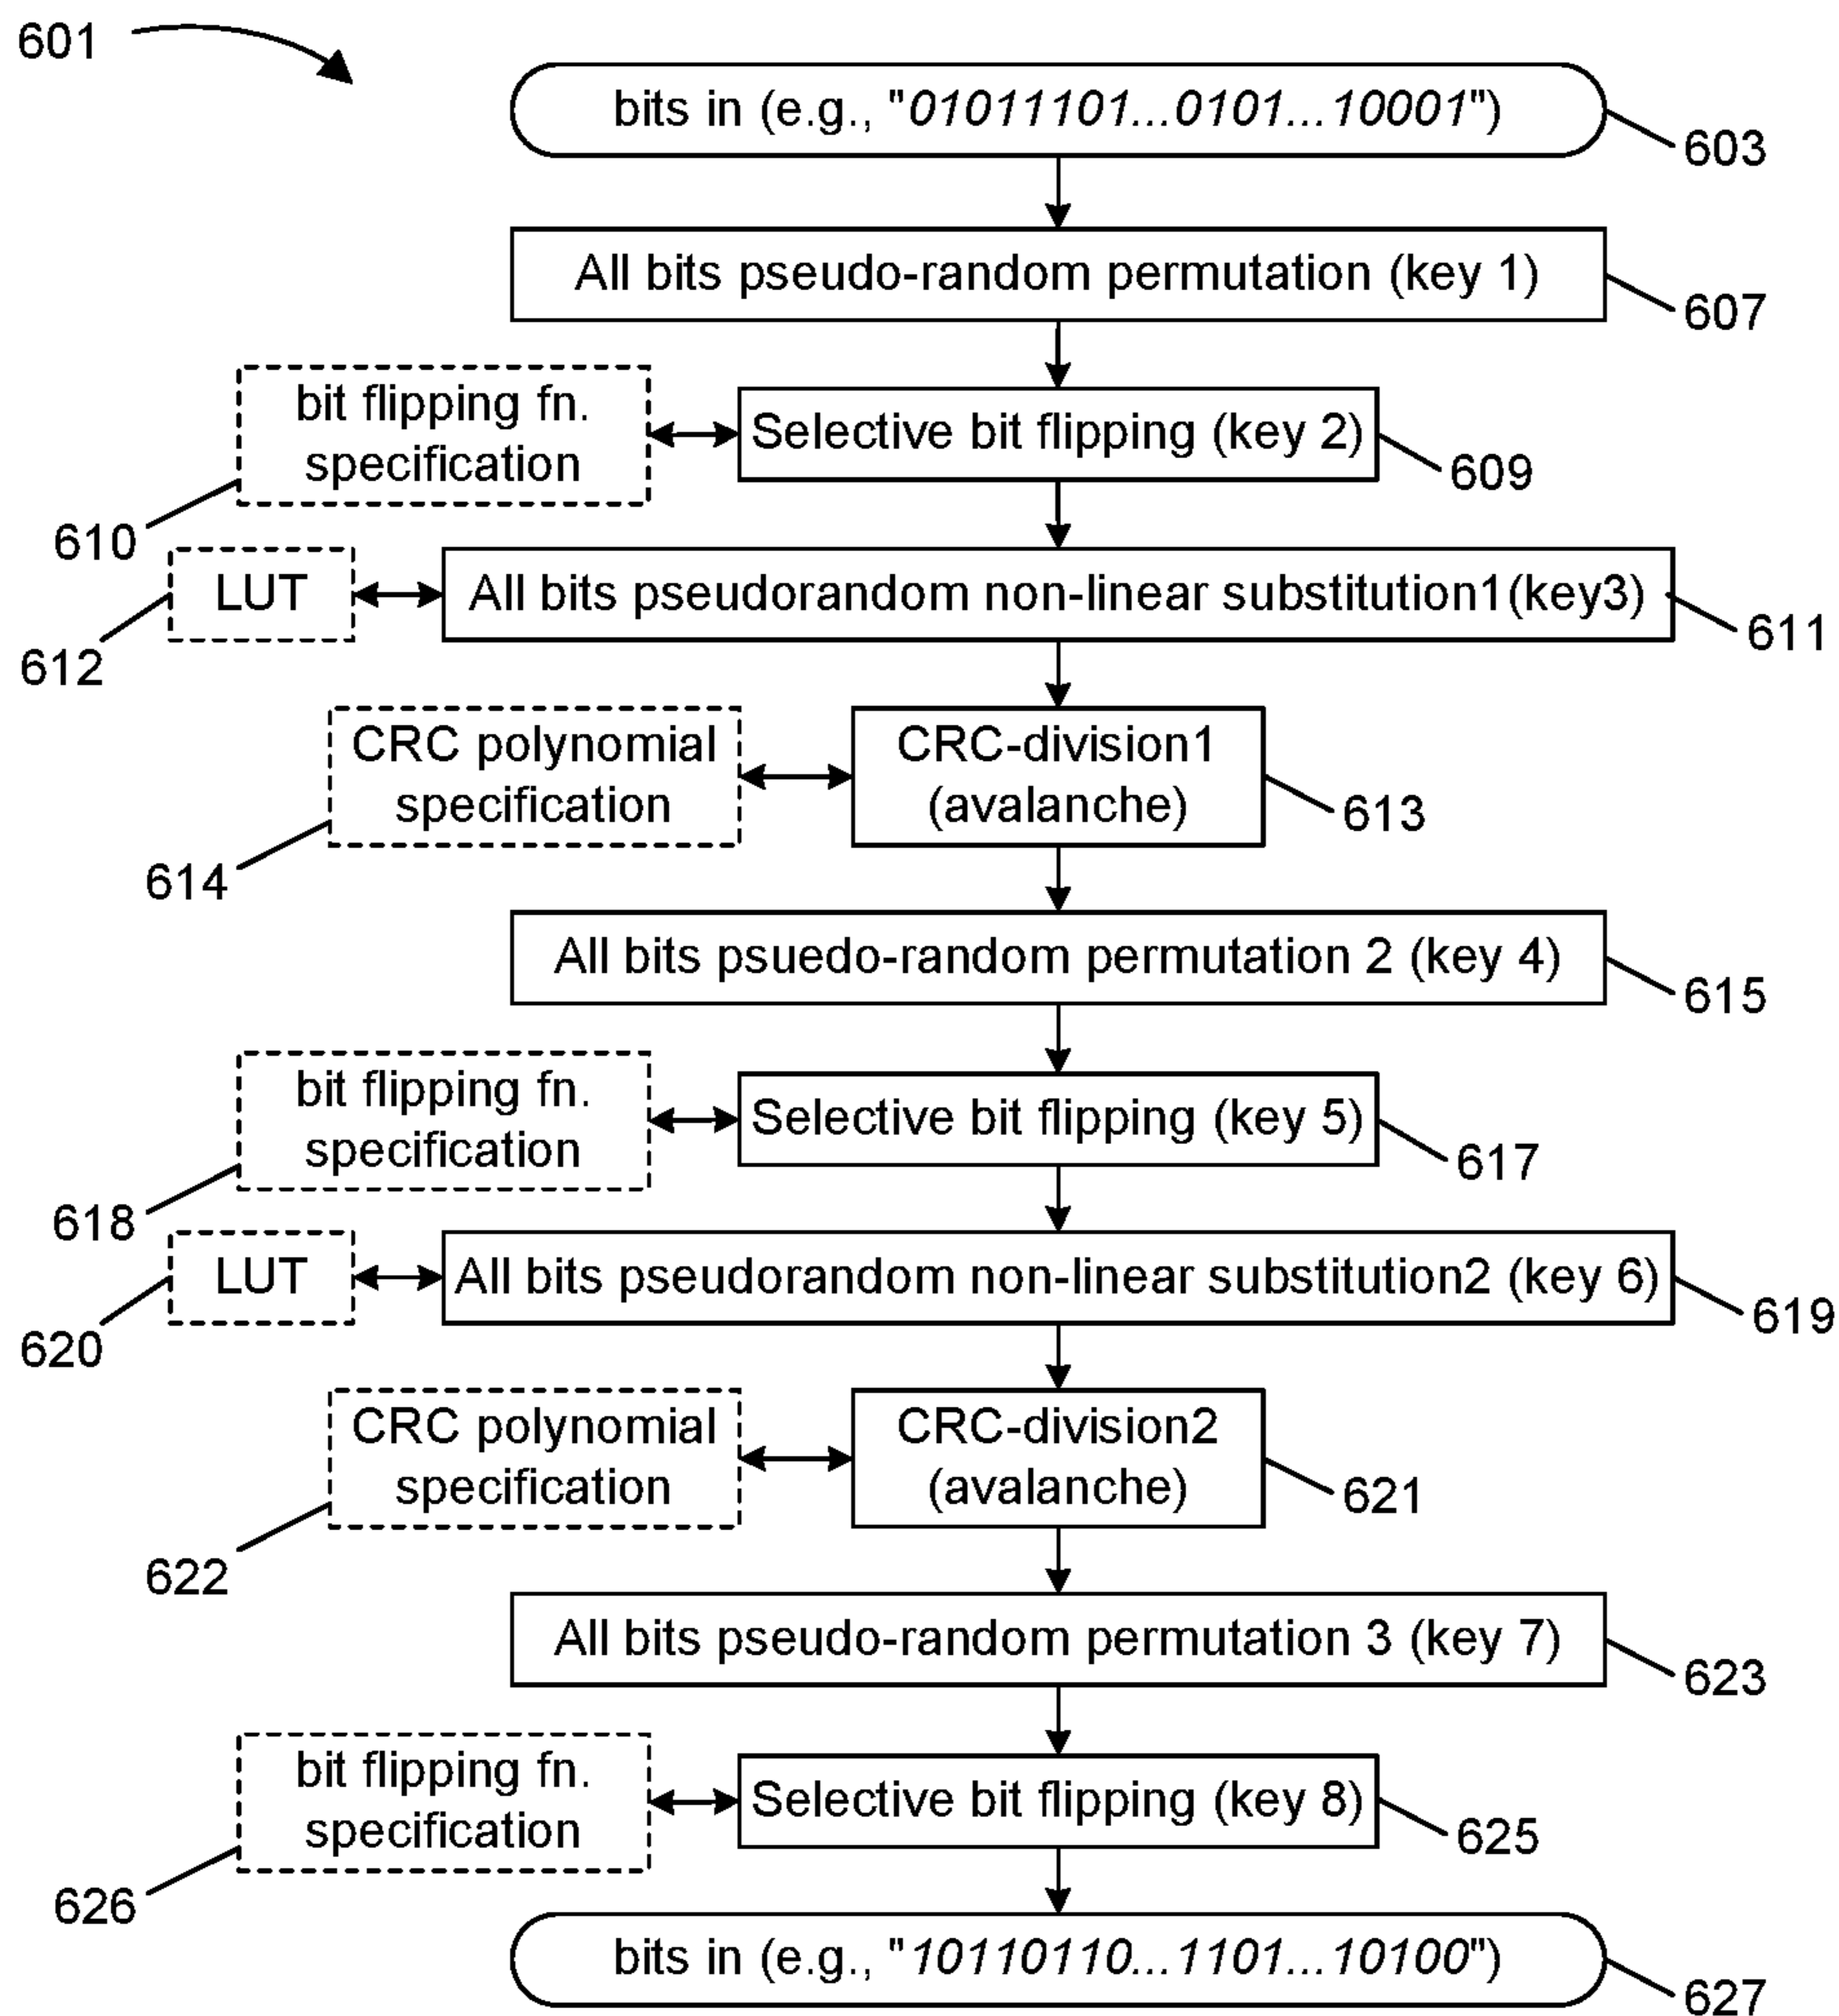 601
bits in (e.g., "01011101...0101...10001")
603
All bits pseudo-random permutation (key 1)
607
bit flipping fn.
specification
610
Selective bit flipping (key 2)
609
LUT
612
All bits pseudorandom non-linear substitution1(key3)
611
CRC polynomial
specification
614
CRC-division1
(avalanche)
613
All bits psuedo-random permutation 2 (key 4)
615
bit flipping fn.
specification
618
Selective bit flipping (key 5)
617
LUT
620
All bits pseudorandom non-linear substitution2 (key 6)
619
CRC polynomial
specification
622
CRC-division2
(avalanche)
621
All bits pseudo-random permutation 3 (key 7)
623
bit flipping fn.
specification
626
Selective bit flipping (key 8)
625
bits in (e.g., "10110110...1101...10100")
627